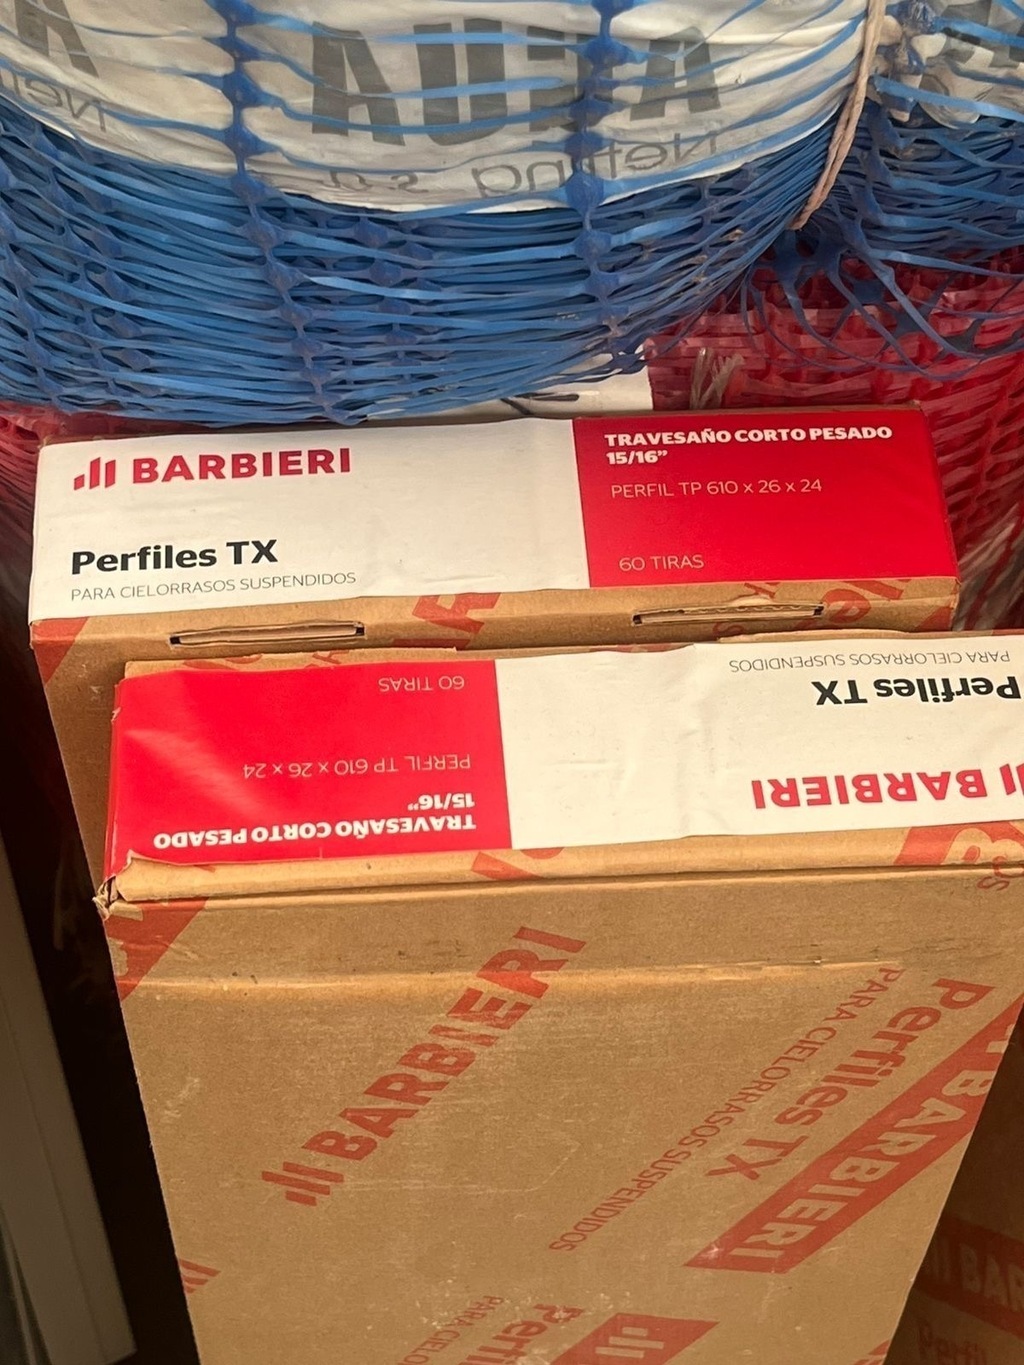 AUTA
Netting
BARBIERI
Perfiles TX
PARA CIELORRASOS SUSPENDIDOS
TRAVESAÑO CORTO PESADO
15/16"
PERFIL TP 610 x 26 x 24
60 TIRAS
TRAVESAÑO CORTO PESADO
15/16"
PERFIL TP 610 x 26 x 24
60 TIRAS
BARBIERI
Perfiles TX
PARA CIELORRASOS SUSPENDIDOS
BARBIERI
Perfiles TX
PARA CIELORRASOS SUSPENDIDOS
BARBIERI